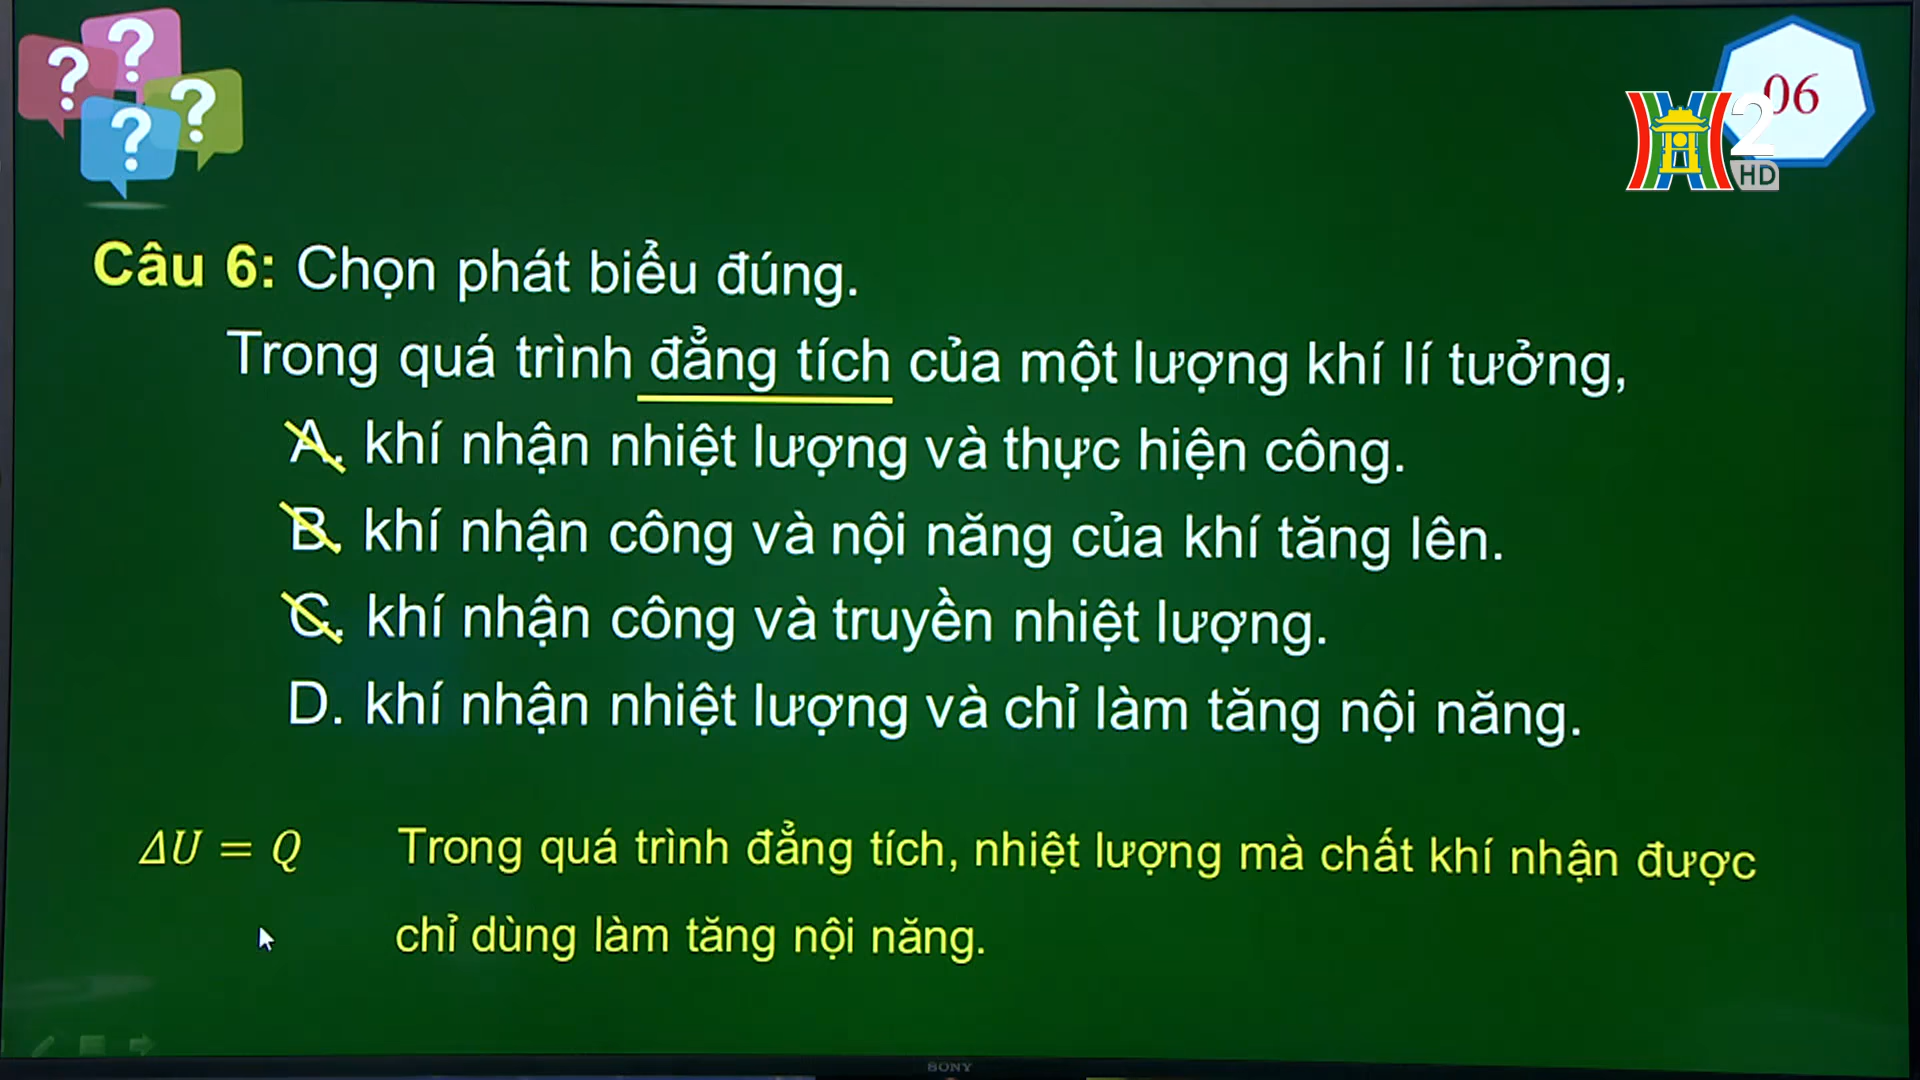 ? ? ? ?
06
2
HD
Câu 6: Chọn phát biểu đúng.
Trong quá trình đẳng tích của một lượng khí lí tưởng,
A. khí nhận nhiệt lượng và thực hiện công.
B. khí nhận công và nội năng của khí tăng lên.
C. khí nhận công và truyền nhiệt lượng.
D. khí nhận nhiệt lượng và chỉ làm tăng nội năng.
ΔU = Q Trong quá trình đẳng tích, nhiệt lượng mà chất khí nhận được
chỉ dùng làm tăng nội năng.
SONY